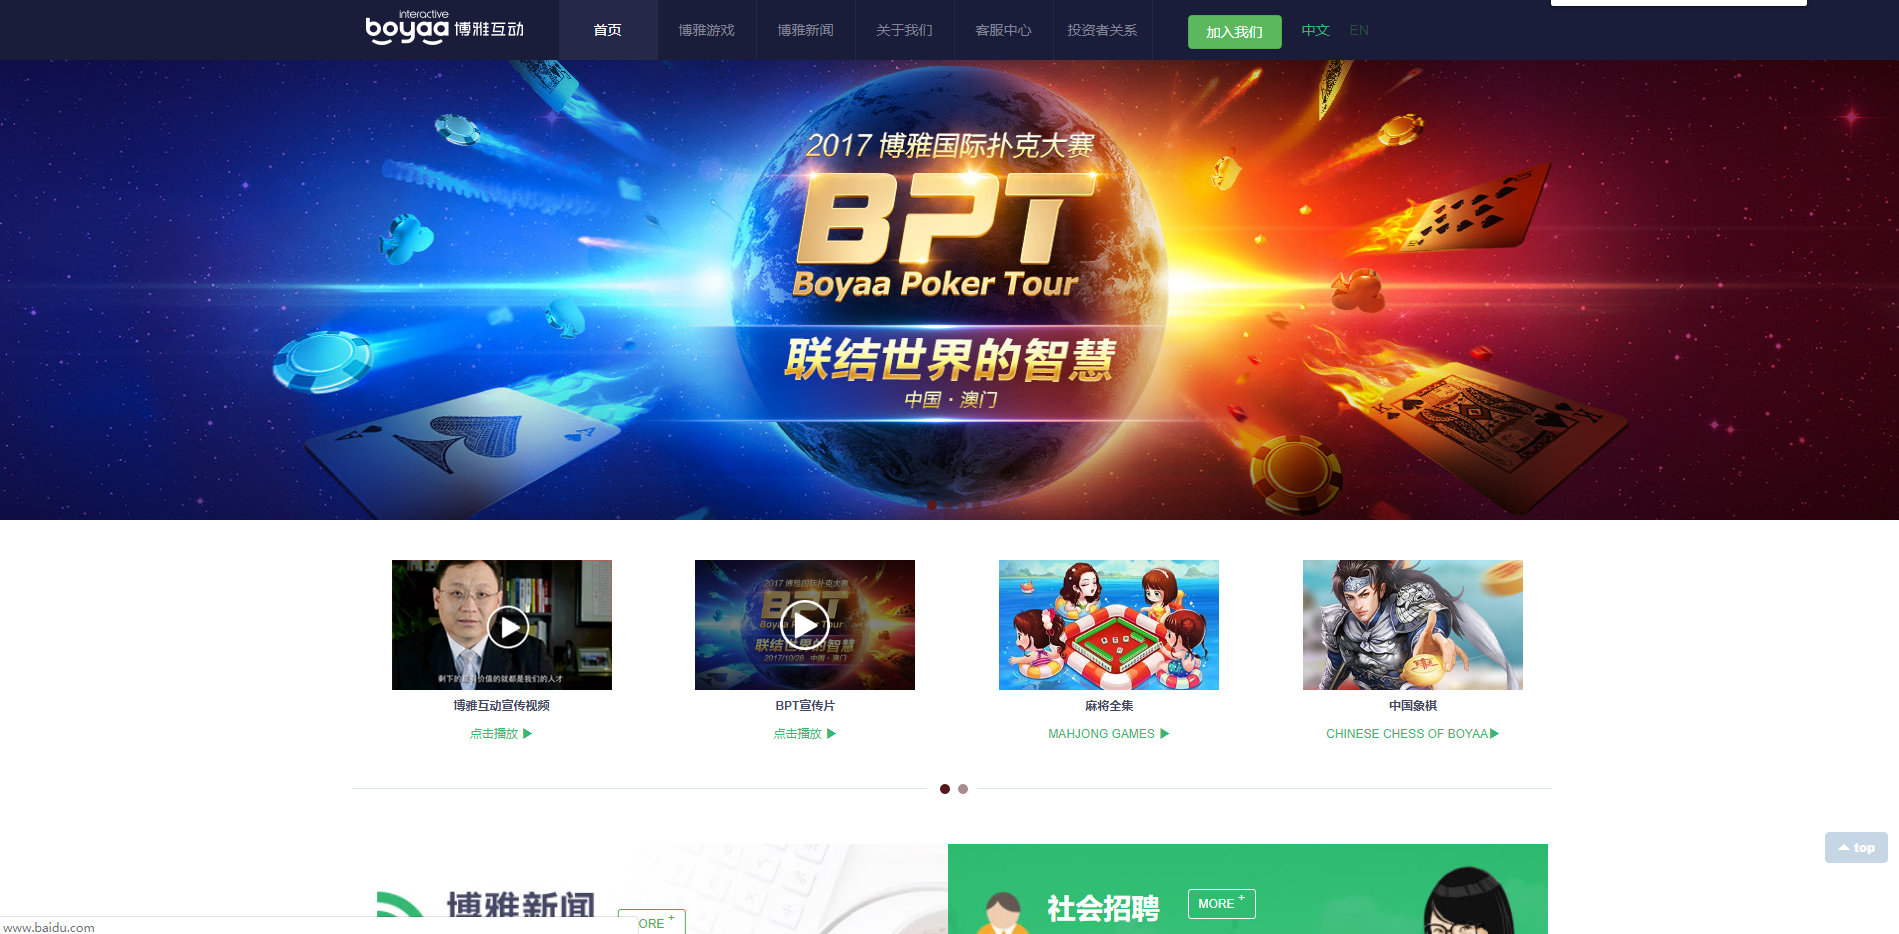 interactive
boyaa 博雅互动
首页
博雅游戏
博雅新闻
关于我们
客服中心
投资者关系
加入我们
中文
EN
2017 博雅国际扑克大赛
BPT
Boyaa Poker Tour
联结世界的智慧
中国·澳门
A
A
K
K
剩下的最有价值的就都是我们的人才
2017 博雅国际扑克大赛
BPT
Boyaa Poker Tour
联结世界的智慧
2017/10/28 中国·澳门
博雅互动宣传视频
BPT宣传片
麻将全集
中国象棋
点击播放 ▶
点击播放 ▶
MAHJONG GAMES ▶
CHINESE CHESS OF BOYAA▶
top
博雅新闻
ORE +
社会招聘
MORE +
www.baidu.com